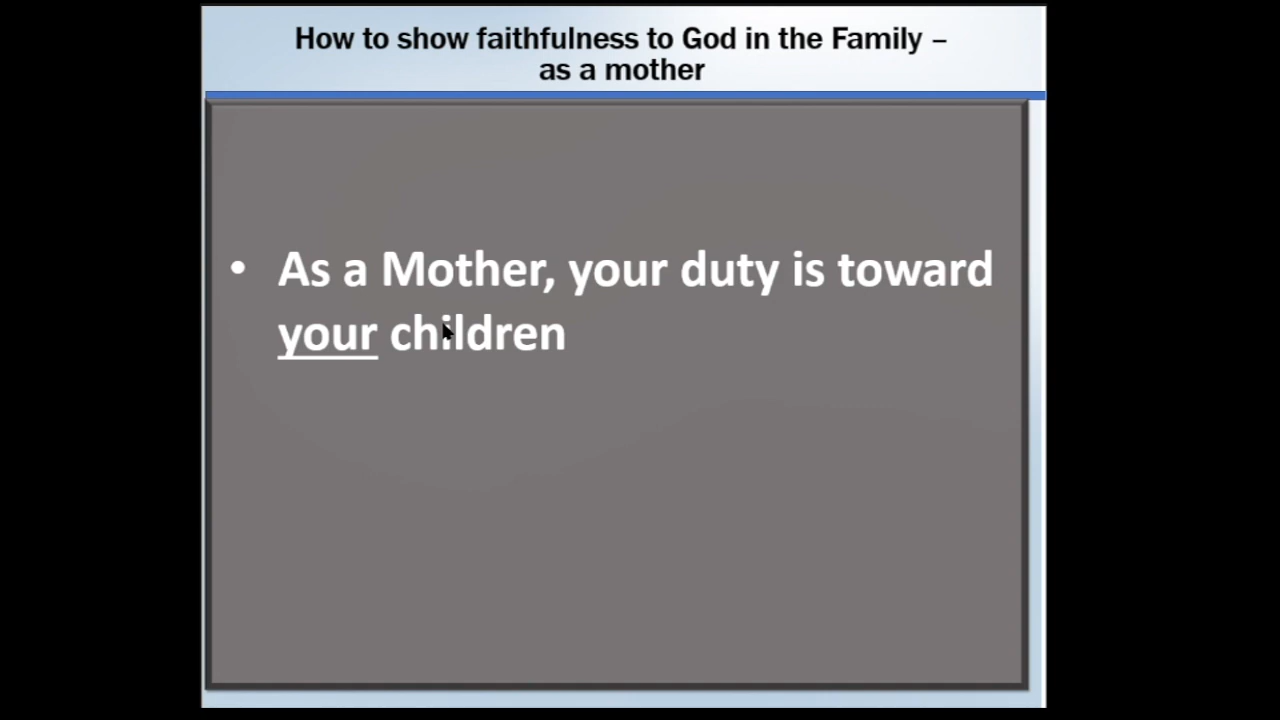 How to show faithfulness to God in the Family –
as a mother
• As a Mother, your duty is toward
your children